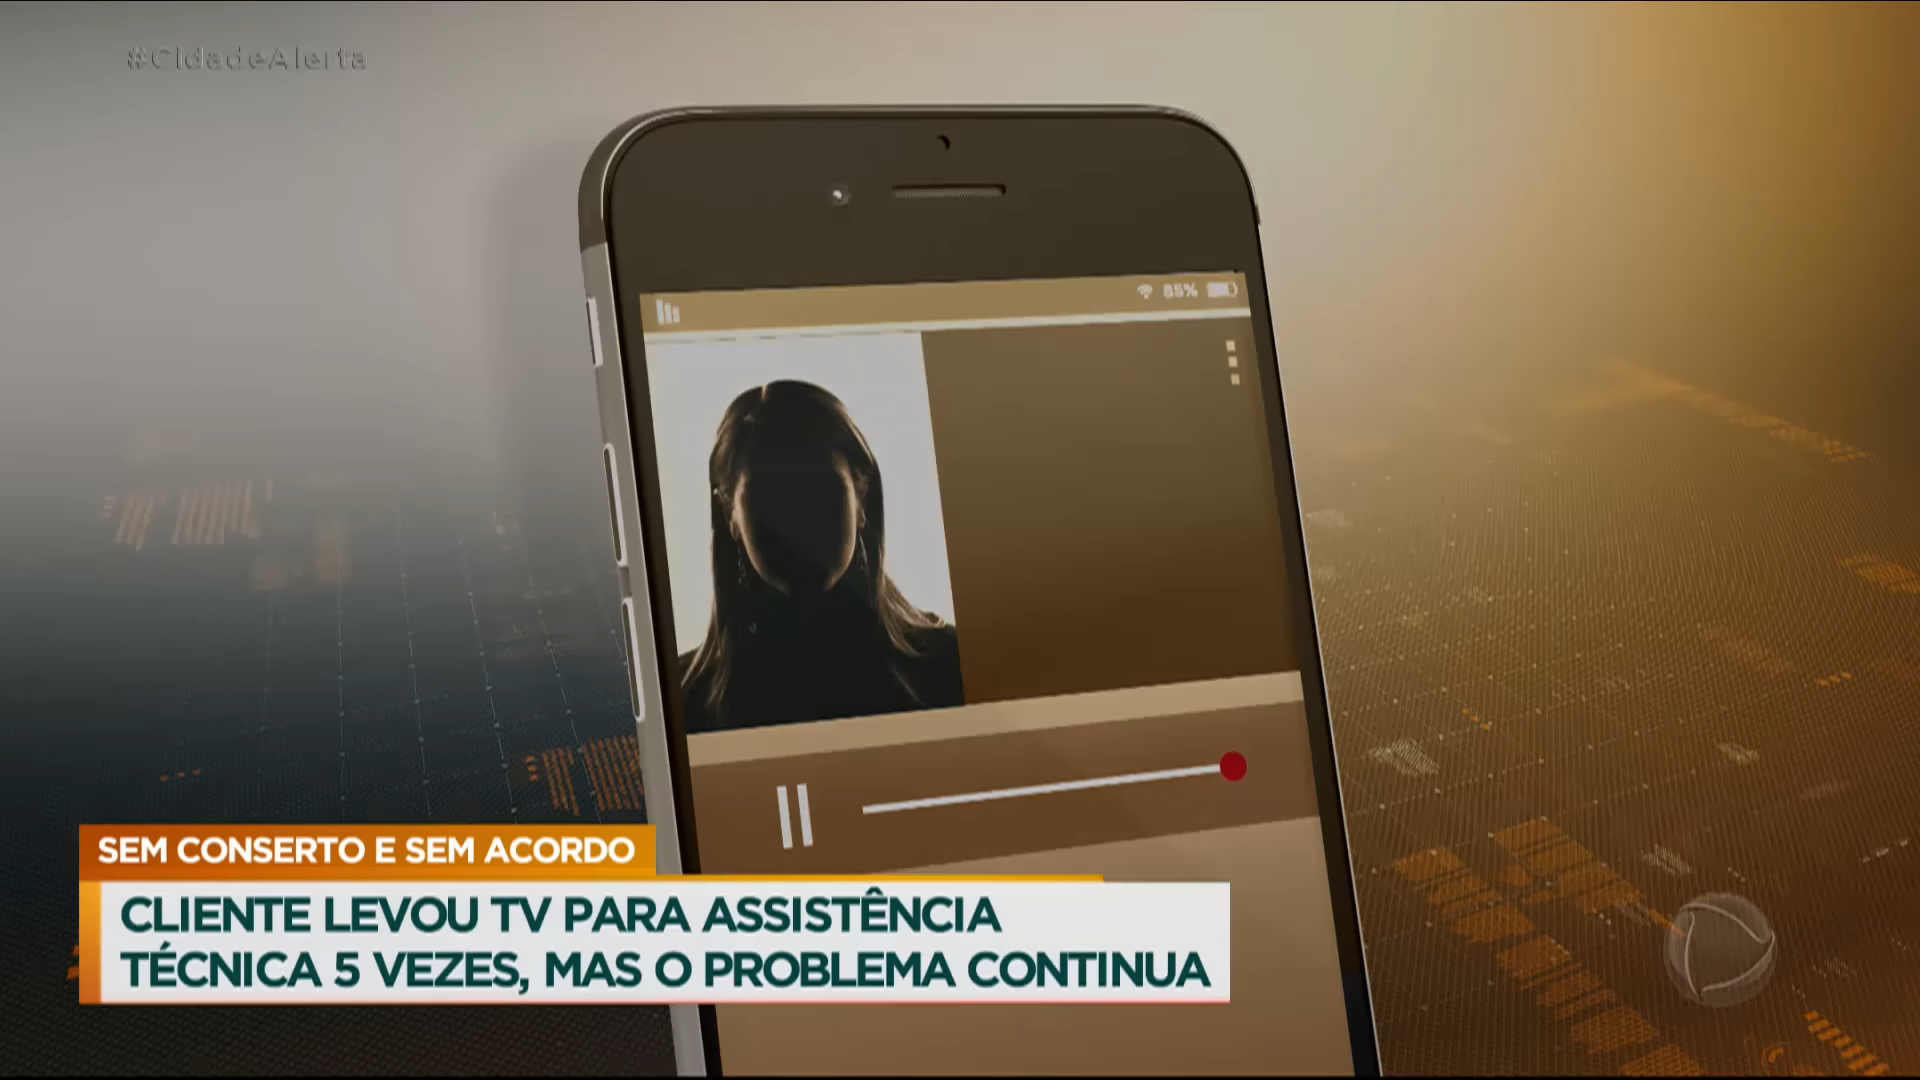 #CidadeAlerta
85%
SEM CONSERTO E SEM ACORDO
CLIENTE LEVOU TV PARA ASSISTÊNCIA
TÉCNICA 5 VEZES, MAS O PROBLEMA CONTINUA